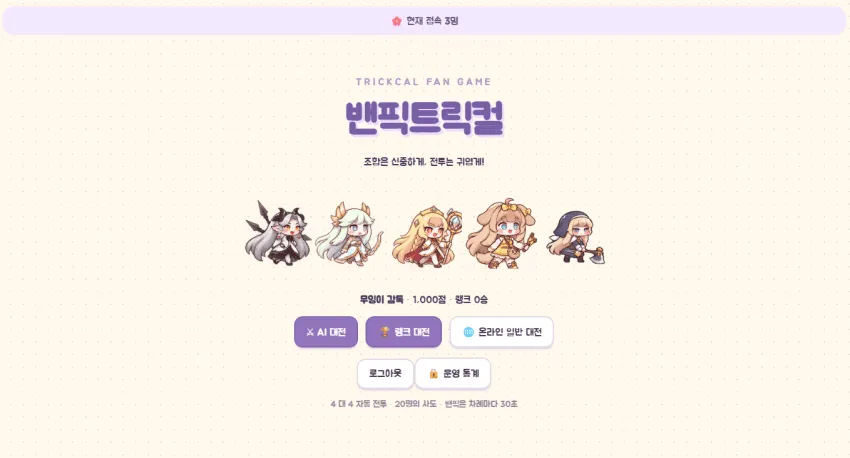 현재 접속 3명
TRICKCAL FAN GAME
밴픽트릭컬
조합은 신중하게, 전투는 귀엽게!
무밍이 감독 · 1,000점 · 랭크 0승
AI 대전
랭크 대전
온라인 일반 대전
로그아웃
운영 통계
4 대 4 자동 전투 · 20명의 사도 · 밴픽은 차례마다 30초